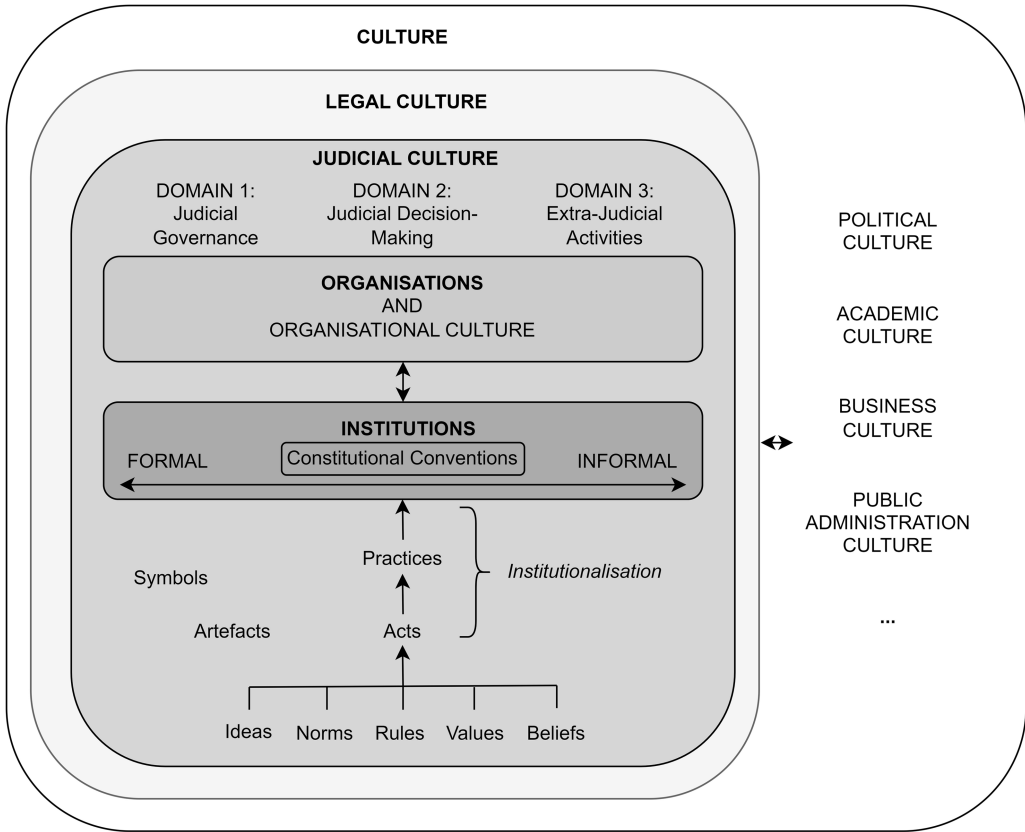 CULTURE
LEGAL CULTURE
JUDICIAL CULTURE
DOMAIN 1:
Judicial
Governance
DOMAIN 2:
Judicial Decision-
Making
DOMAIN 3:
Extra-Judicial
Activities
ORGANISATIONS
AND
ORGANISATIONAL CULTURE
INSTITUTIONS
FORMAL
Constitutional Conventions
INFORMAL
Practices
Institutionalisation
Symbols
Artefacts
Acts
Ideas
Norms
Rules
Values
Beliefs
POLITICAL
CULTURE
ACADEMIC
CULTURE
BUSINESS
CULTURE
PUBLIC
ADMINISTRATION
CULTURE
...